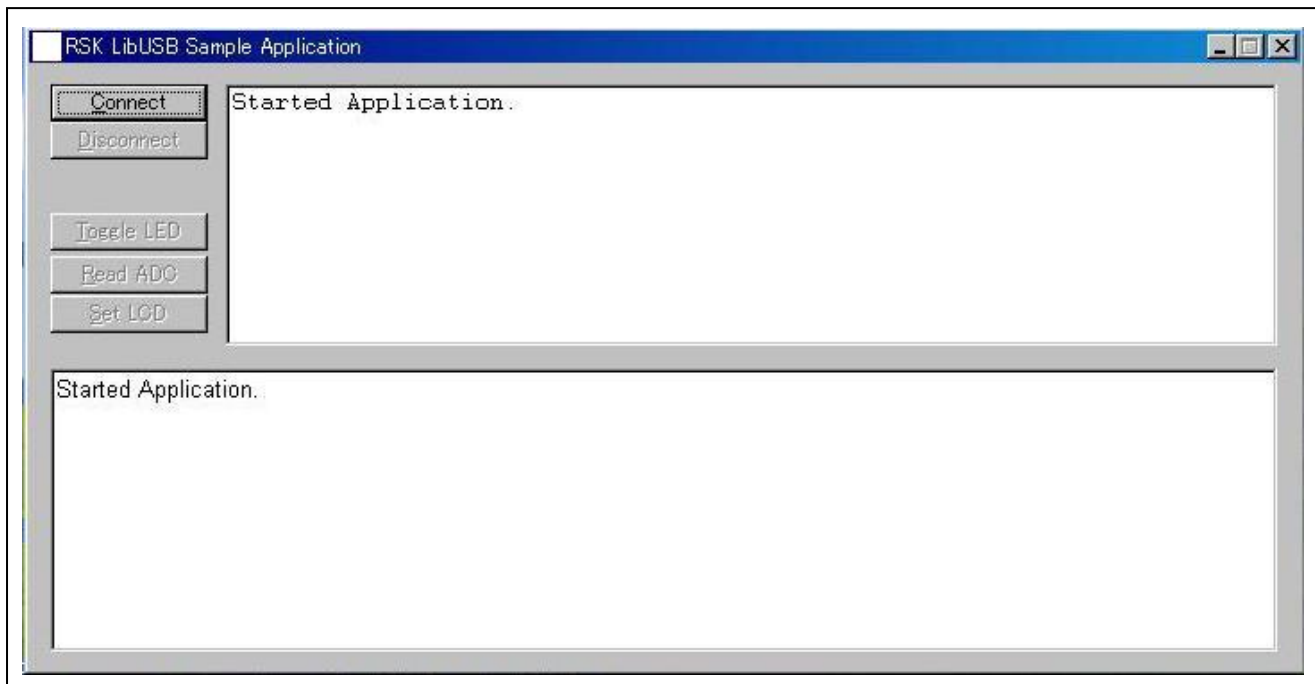 RSK LibUSB Sample Application
Connect
Started Application.
Disconnect
Toggle LED
Read ADC
Set LCD
Started Application.